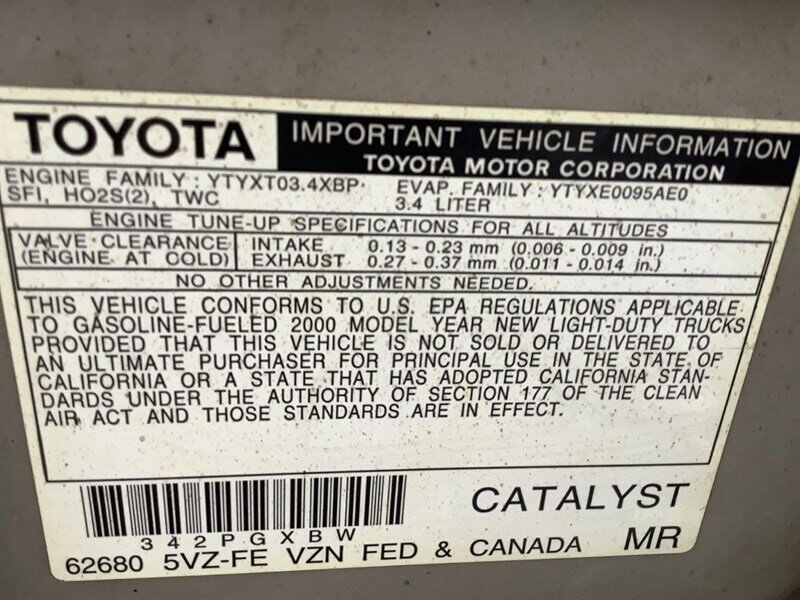 TOYOTA IMPORTANT VEHICLE INFORMATION
TOYOTA MOTOR CORPORATION
ENGINE FAMILY : YTYXT03.4XBP EVAP. FAMILY : YTYXE0095AE0
SFI, HO2S(2), TWC 3.4 LITER
ENGINE TUNE-UP SPECIFICATIONS FOR ALL ALTITUDES
VALVE CLEARANCE INTAKE 0.13 - 0.23 mm (0.006 - 0.009 in.)
(ENGINE AT COLD) EXHAUST 0.27 - 0.37 mm (0.011 - 0.014 in.)
NO OTHER ADJUSTMENTS NEEDED.
THIS VEHICLE CONFORMS TO U.S. EPA REGULATIONS APPLICABLE
TO GASOLINE-FUELED 2000 MODEL YEAR NEW LIGHT-DUTY TRUCKS
PROVIDED THAT THIS VEHICLE IS NOT SOLD OR DELIVERED TO
AN ULTIMATE PURCHASER FOR PRINCIPAL USE IN THE STATE OF
CALIFORNIA OR A STATE THAT HAS ADOPTED CALIFORNIA STAN-
DARDS UNDER THE AUTHORITY OF SECTION 177 OF THE CLEAN
AIR ACT AND THOSE STANDARDS ARE IN EFFECT.
CATALYST
342PGXBW
62680 5VZ-FE VZN FED & CANADA MR